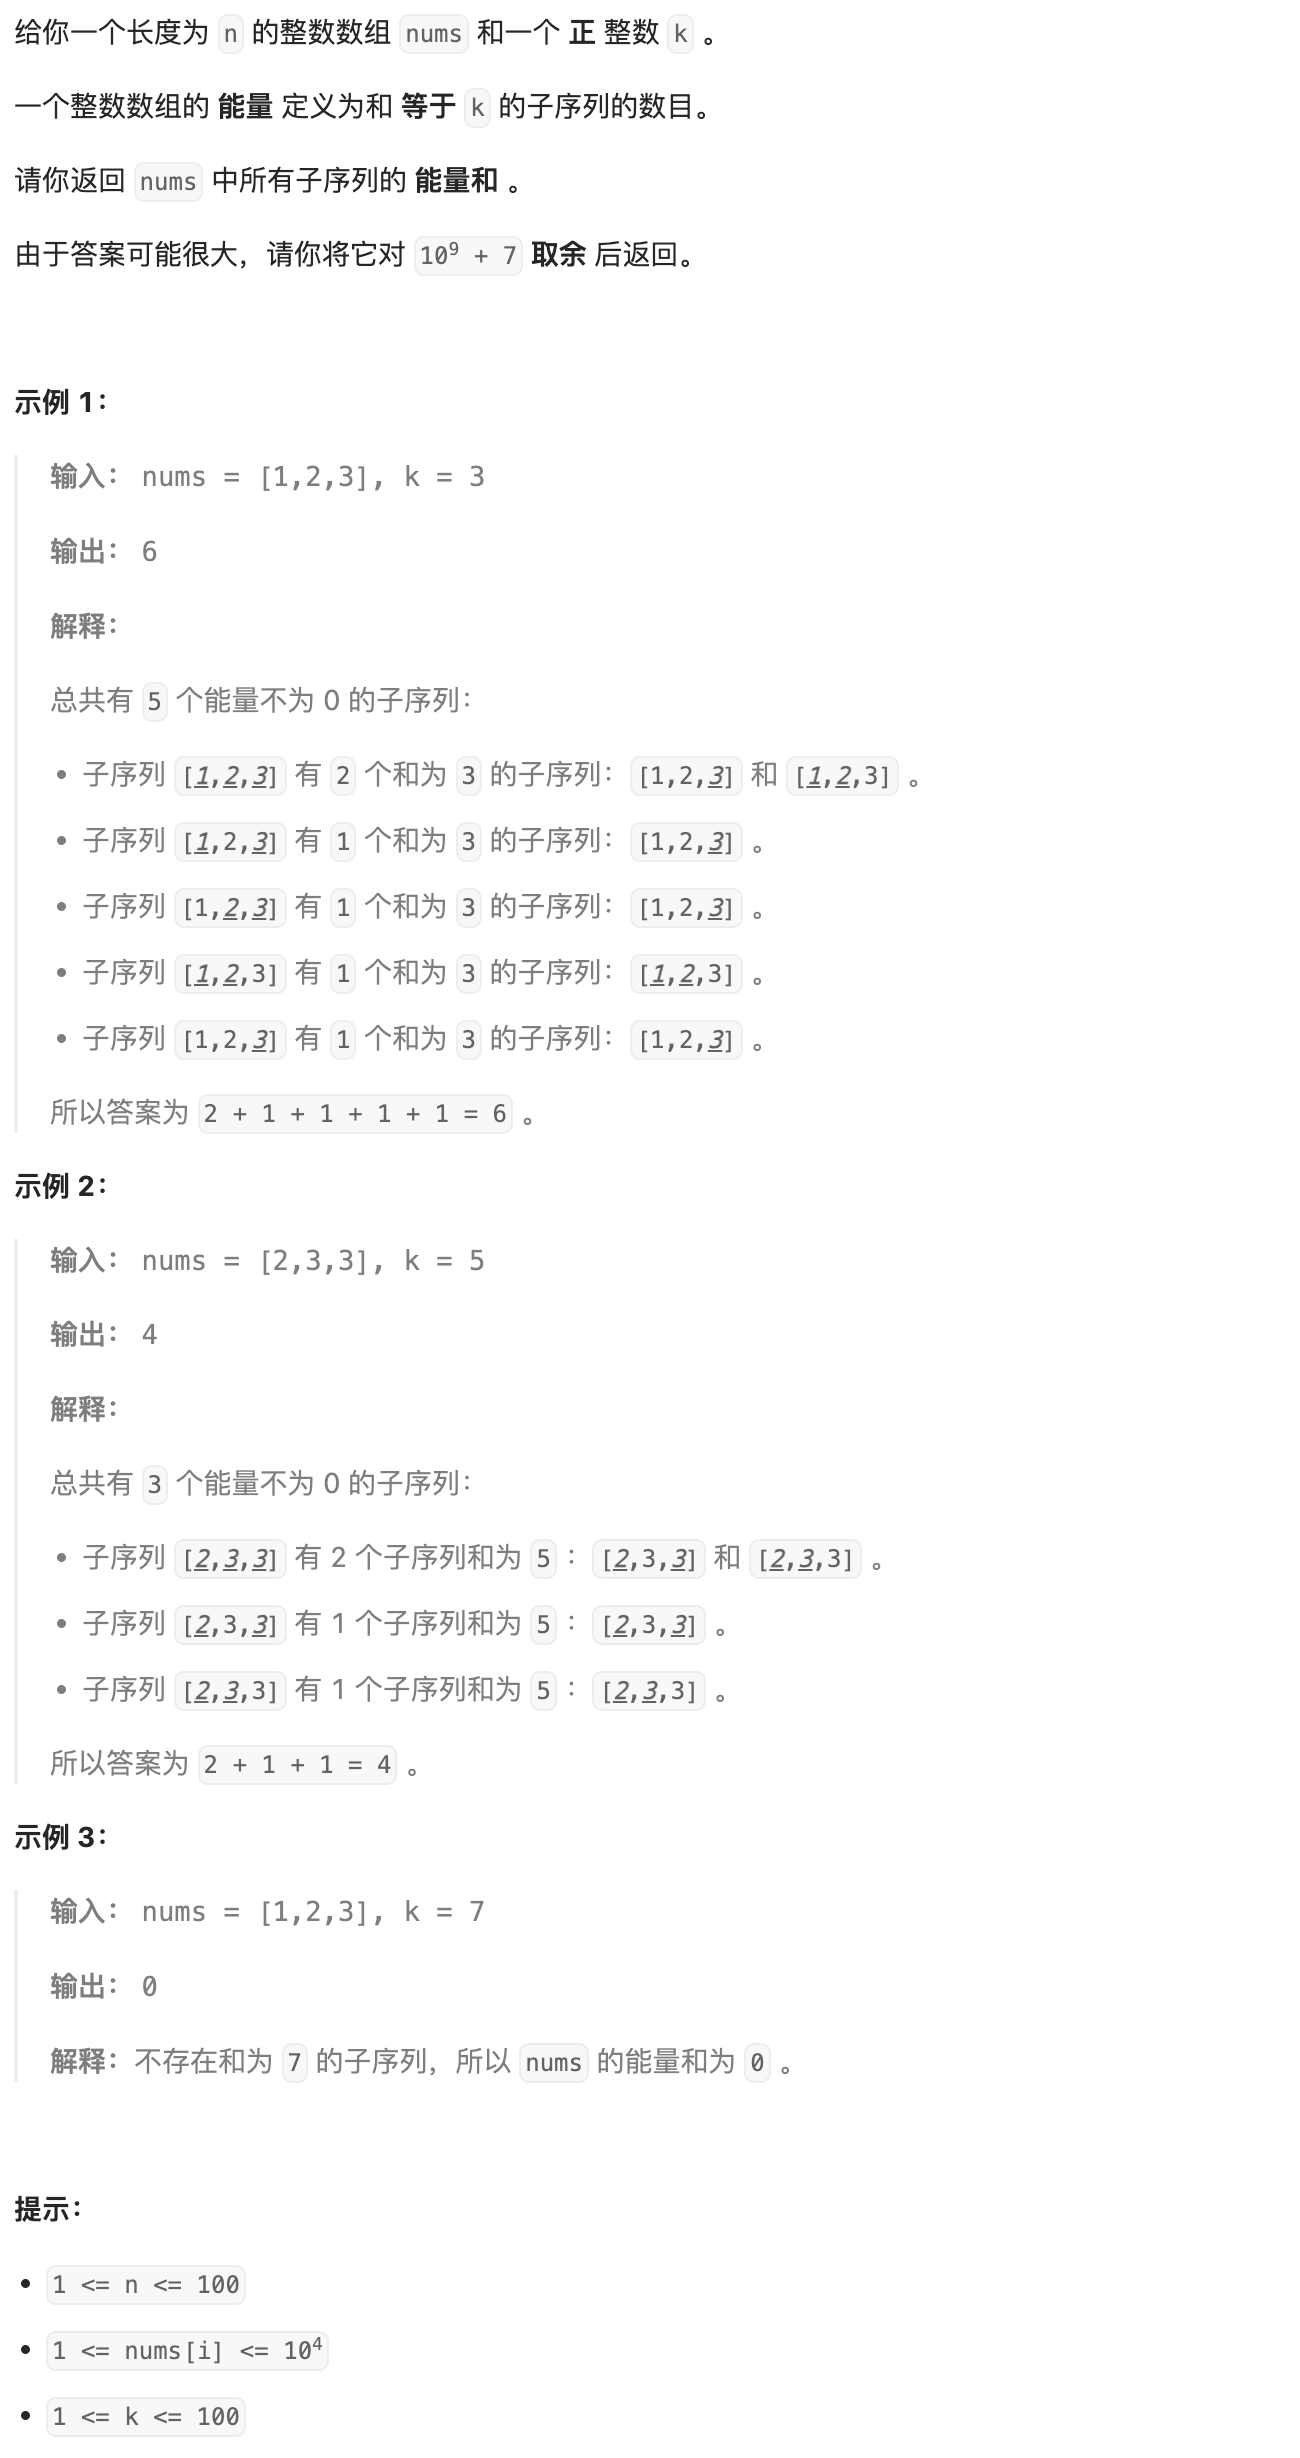 给你一个长度为 n 的整数数组 nums 和一个 正 整数 k 。
一个整数数组的 能量 定义为和 等于 k 的子序列的数目。
请你返回 nums 中所有子序列的 能量和 。
由于答案可能很大，请你将它对 10⁹ + 7 取余 后返回。
示例 1：
输入： nums = [1,2,3], k = 3
输出： 6
解释：
总共有 5 个能量不为 0 的子序列：
• 子序列 [1,2,3] 有 2 个和为 3 的子序列： [1,2,3] 和 [1,2,3] 。
• 子序列 [1,2,3] 有 1 个和为 3 的子序列： [1,2,3] 。
• 子序列 [1,2,3] 有 1 个和为 3 的子序列： [1,2,3] 。
• 子序列 [1,2,3] 有 1 个和为 3 的子序列： [1,2,3] 。
• 子序列 [1,2,3] 有 1 个和为 3 的子序列： [1,2,3] 。
所以答案为 2 + 1 + 1 + 1 + 1 = 6 。
示例 2：
输入： nums = [2,3,3], k = 5
输出： 4
解释：
总共有 3 个能量不为 0 的子序列：
• 子序列 [2,3,3] 有 2 个子序列和为 5 ： [2,3,3] 和 [2,3,3] 。
• 子序列 [2,3,3] 有 1 个子序列和为 5 ： [2,3,3] 。
• 子序列 [2,3,3] 有 1 个子序列和为 5 ： [2,3,3] 。
所以答案为 2 + 1 + 1 = 4 。
示例 3：
输入： nums = [1,2,3], k = 7
输出： 0
解释：不存在和为 7 的子序列，所以 nums 的能量和为 0 。
提示：
• 1 <= n <= 100
• 1 <= nums[i] <= 10⁴
• 1 <= k <= 100